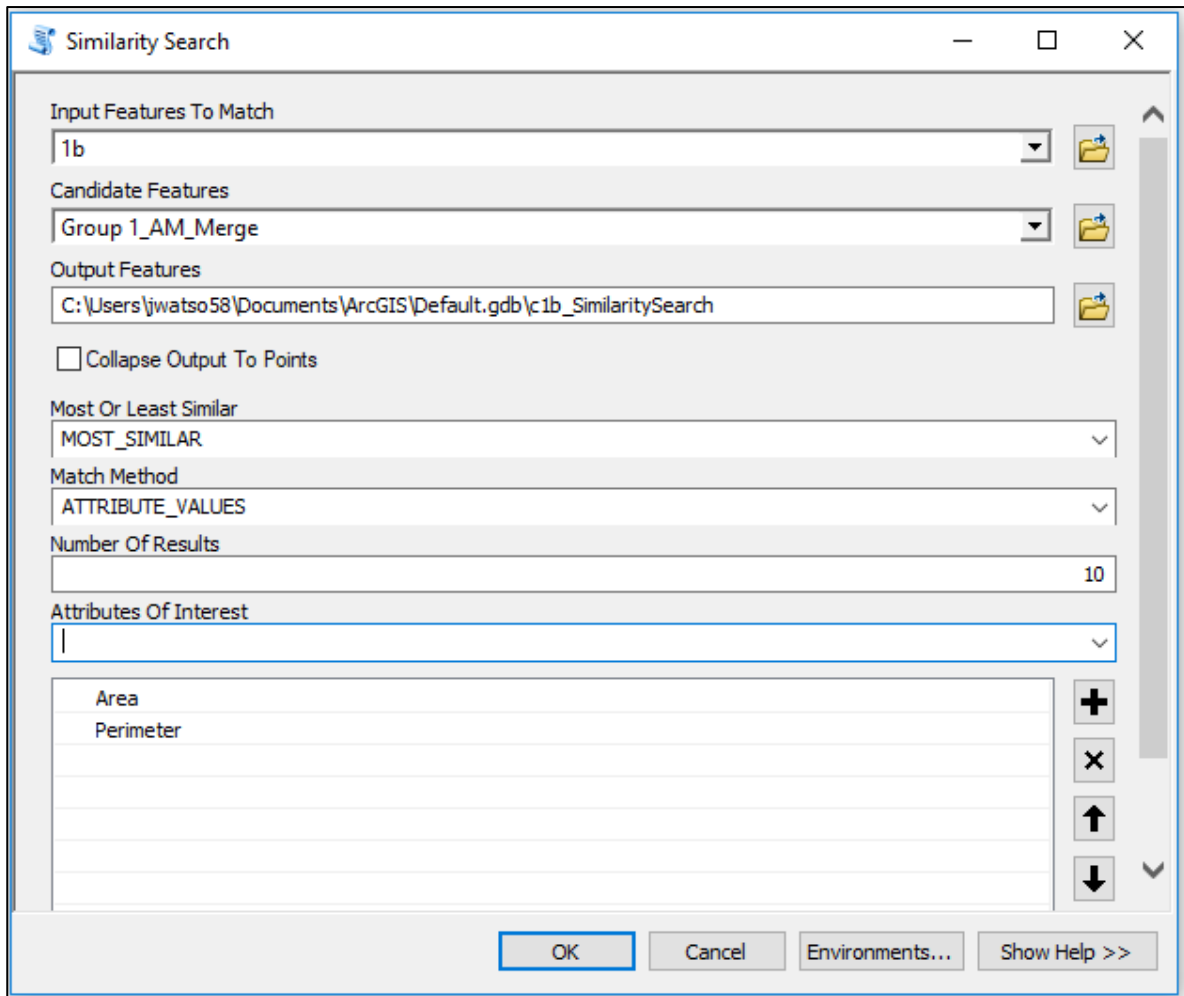 Similarity Search
Input Features To Match
1b
Candidate Features
Group 1_AM_Merge
Output Features
C:\Users\jwatso58\Documents\ArcGIS\Default.gdb\c1b_SimilaritySearch
Collapse Output To Points
Most Or Least Similar
MOST_SIMILAR
Match Method
ATTRIBUTE_VALUES
Number Of Results
10
Attributes Of Interest
Area
Perimeter
OK Cancel Environments... Show Help >>